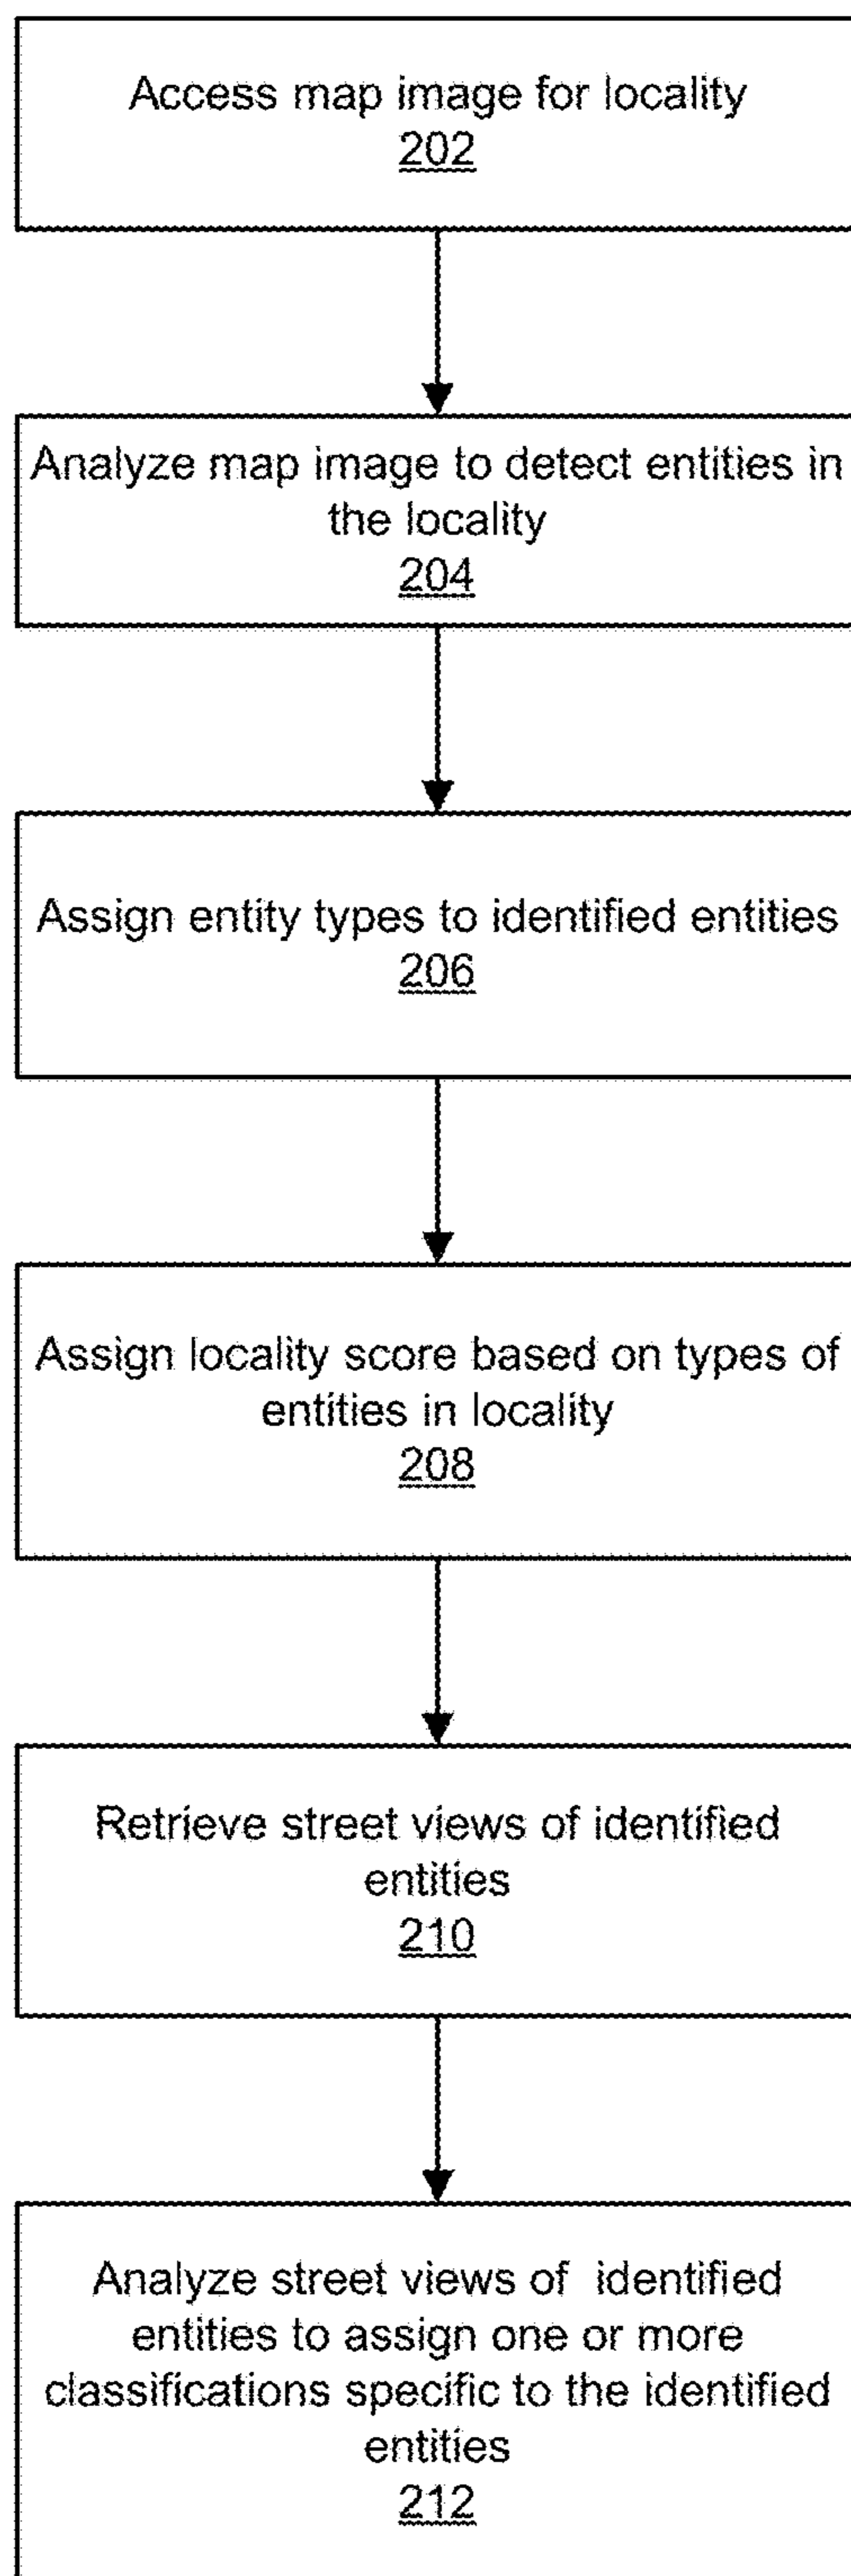 Access map image for locality
202
Analyze map image to detect entities in
the locality
204
Assign entity types to identified entities
206
Assign locality score based on types of
entities in locality
208
Retrieve street views of identified
entities
210
Analyze street views of identified
entities to assign one or more
classifications specific to the identified
entities
212